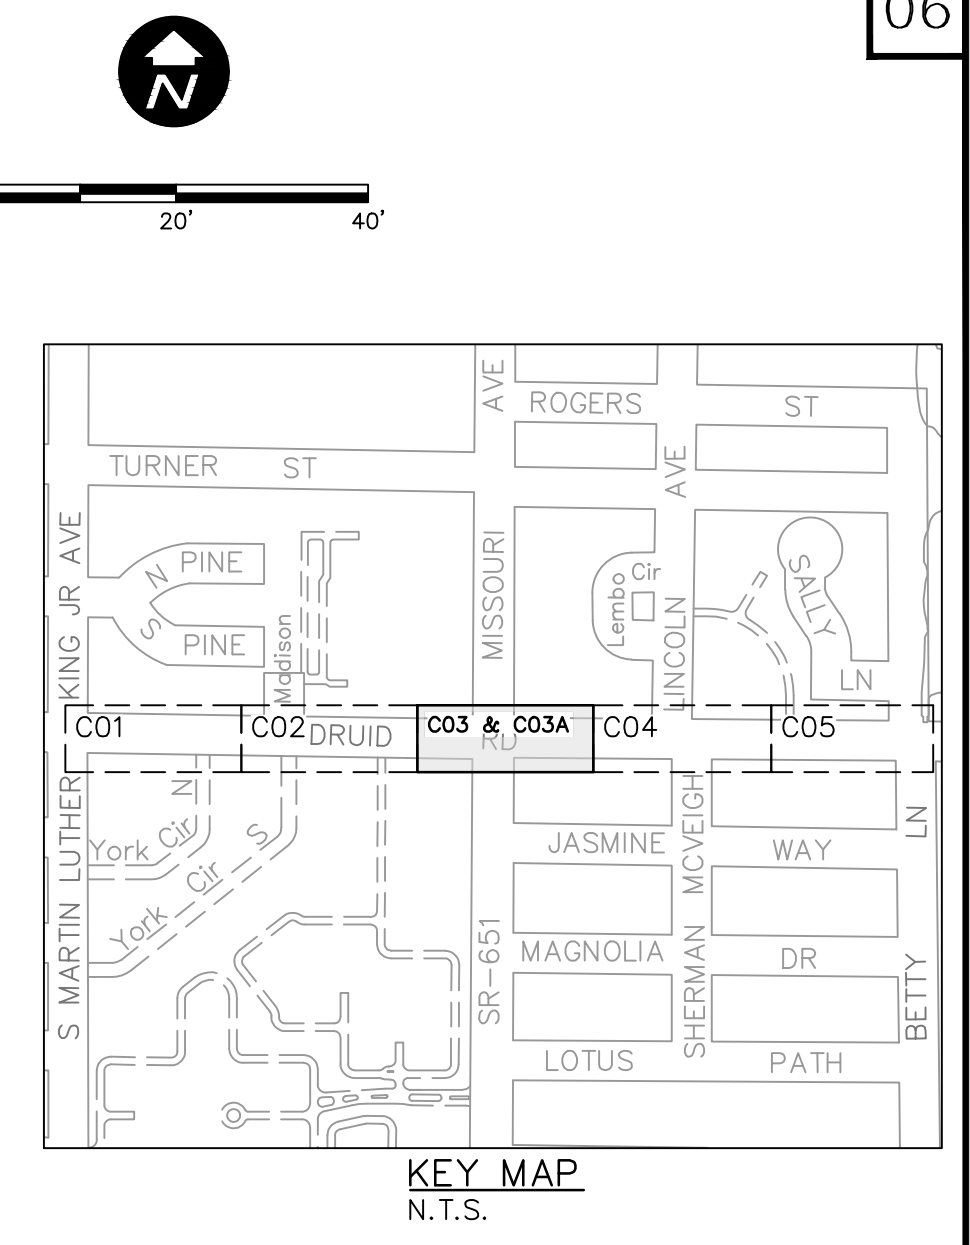 06
N
20'
40'
AVE
ROGERS ST
TURNER ST
AVE
S MARTIN LUTHER KING JR AVE
N PINE
S PINE
Madison
MISSOURI
Lembo Cir
LINCOLN
SALLY LN
C01
C02
C03 & C03A
C04
C05
DRUID RD
York Cir N
York Cir S
JASMINE WAY
SHERMAN MCVEIGH
BETTY LN
SR-651
MAGNOLIA DR
LOTUS PATH
KEY MAP
N.T.S.